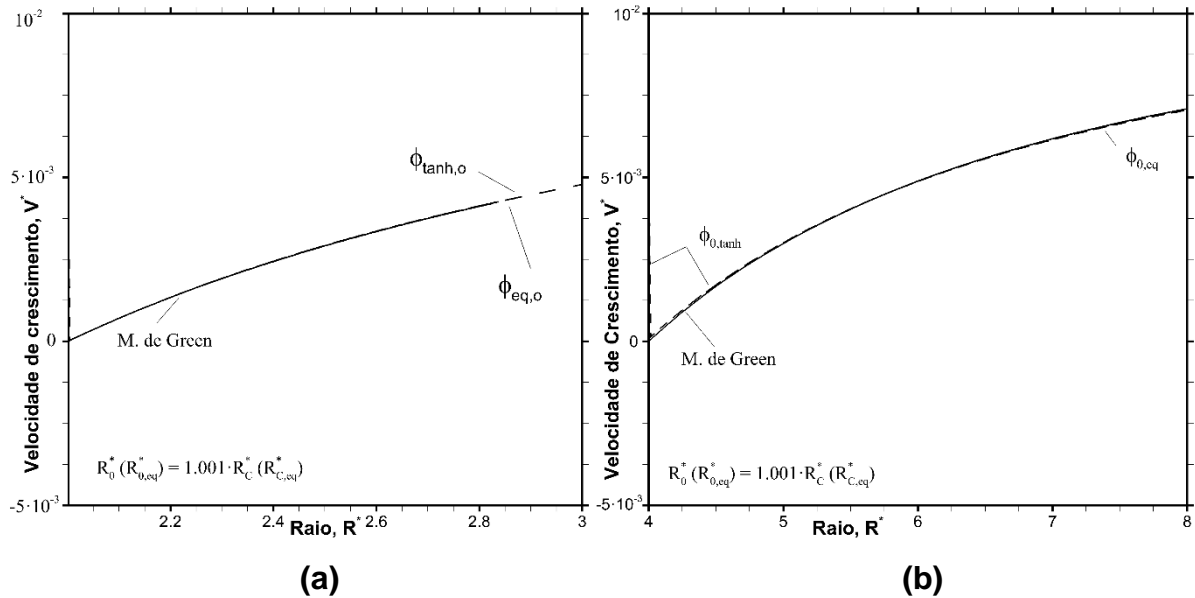 10⁻²
5·10⁻³
0
-5·10⁻³
Velocidade de crescimento, V*
ϕtanh,o
ϕeq,o
M. de Green
R₀* (R*₀,eq) = 1.001·R*C (R*C,eq)
2.2 2.4 2.6 2.8 3
Raio, R*
(a)
10⁻²
5·10⁻³
0
-5·10⁻³
Velocidade de Crescimento, V*
ϕ0,eq
ϕ0,tanh
M. de Green
R₀* (R*₀,eq) = 1.001·R*C (R*C,eq)
4 5 6 7 8
Raio, R*
(b)